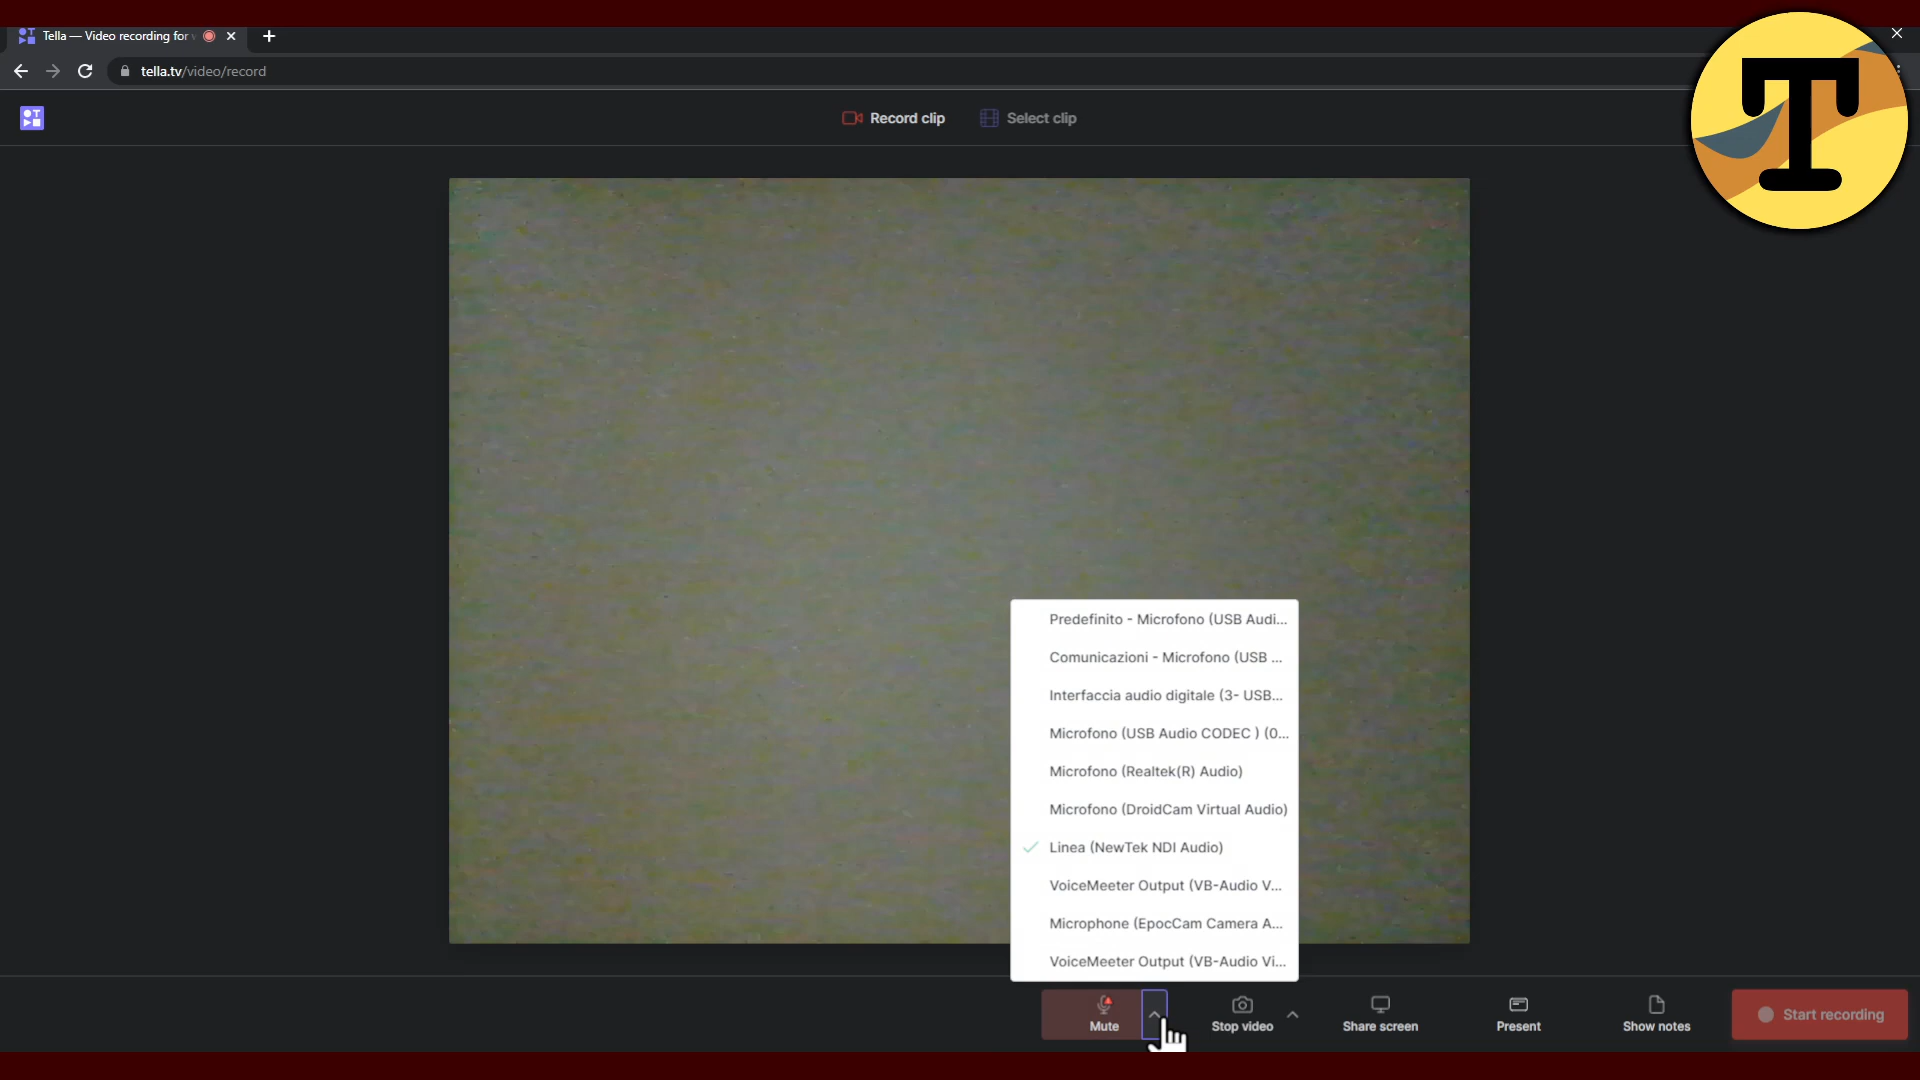 Tella — Video recording for
tella.tv/video/record
Record clip
Select clip
T
Predefinito - Microfono (USB Audi...
Comunicazioni - Microfono (USB ...
Interfaccia audio digitale (3- USB...
Microfono (USB Audio CODEC ) (0...
Microfono (Realtek(R) Audio)
Microfono (DroidCam Virtual Audio)
Linea (NewTek NDI Audio)
VoiceMeeter Output (VB-Audio V...
Microphone (EpocCam Camera A...
VoiceMeeter Output (VB-Audio Vi...
Mute
Stop video
Share screen
Present
Show notes
Start recording